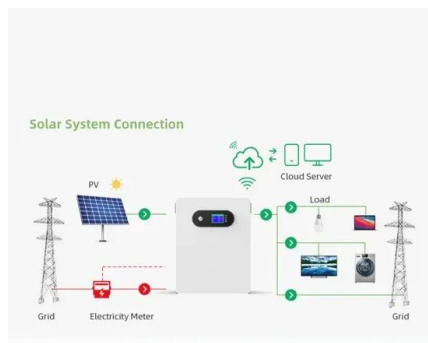 Solar System Connection
Cloud Server
PV
Load
Grid
Electricity Meter
Grid